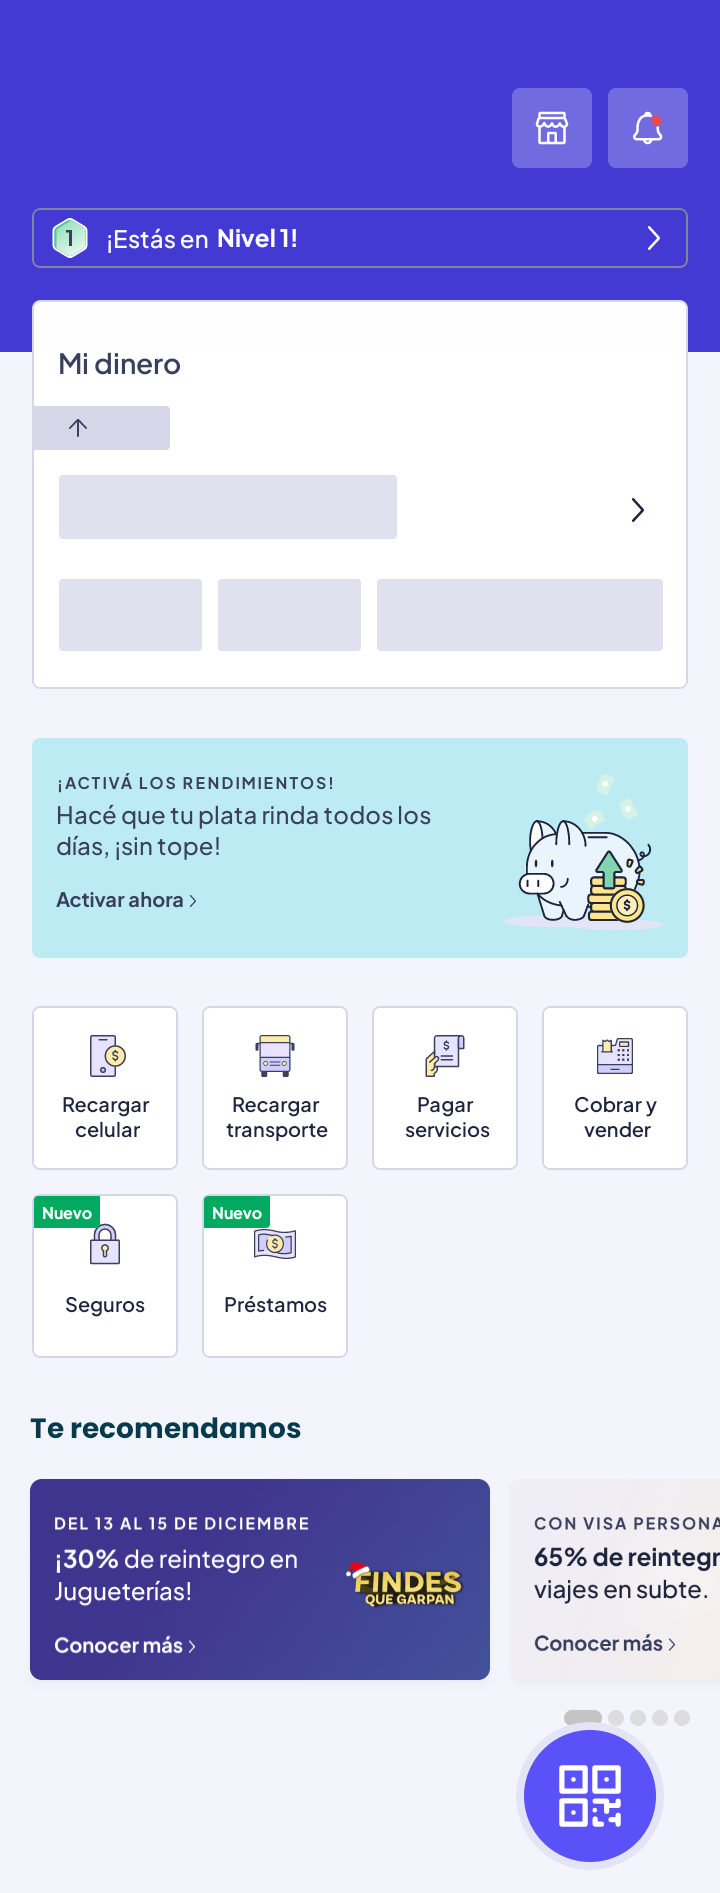 1 ¡Estás en Nivel 1!
Mi dinero
¡ACTIVÁ LOS RENDIMIENTOS!
Hacé que tu plata rinda todos los
días, ¡sin tope!
Activar ahora
Recargar
celular
Recargar
transporte
Pagar
servicios
Cobrar y
vender
Nuevo
Seguros
Nuevo
Préstamos
Te recomendamos
DEL 13 AL 15 DE DICIEMBRE
¡30% de reintegro en
Jugueterías!
Conocer más
FINDES
QUE GARPAN
CON VISA PERSONA
65% de reintegr
viajes en subte.
Conocer más